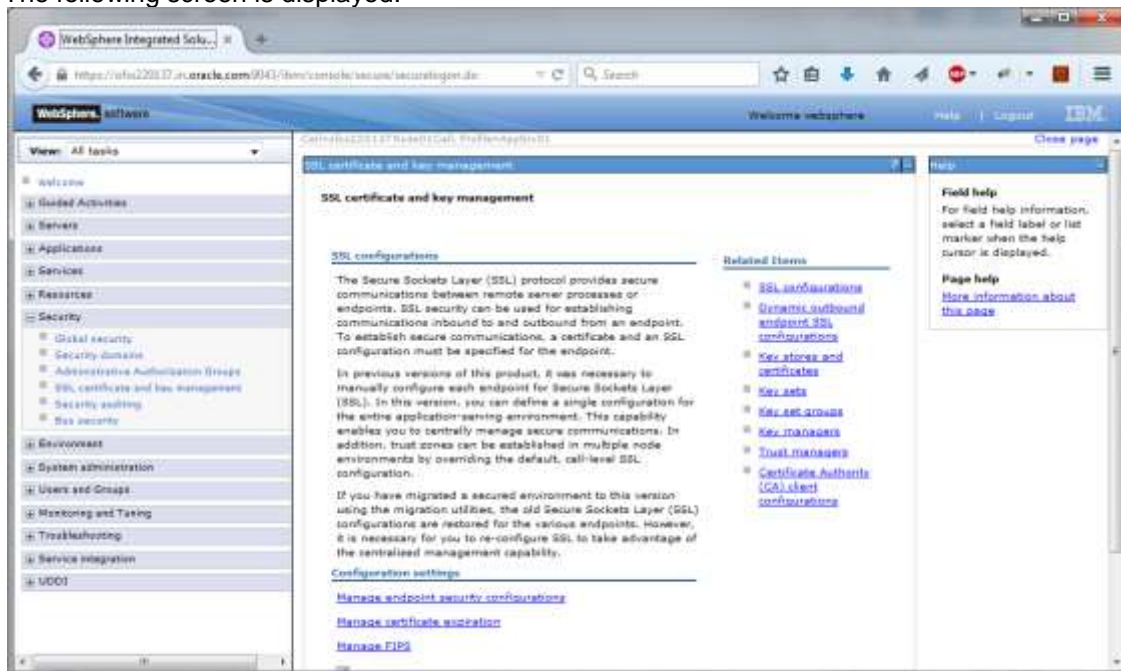 The following screen is displayed:
WebSphere Integrated Solu...
Search
WebSphere. software
Welcome websphere
Help | Logout
IBM.
View: All tasks
Welcome
Guided Activities
Servers
Applications
Services
Resources
Security
Global security
Security domains
Administrative Authorization Groups
SSL certificate and key management
Security auditing
Bus security
Environment
System administration
Users and Groups
Monitoring and Tuning
Troubleshooting
Service integration
UDDI
Close page
SSL certificate and key management
SSL certificate and key management
SSL configurations
The Secure Sockets Layer (SSL) protocol provides secure
communications between remote server processes or
endpoints. SSL security can be used for establishing
communications inbound to and outbound from an endpoint.
To establish secure communications, a certificate and an SSL
configuration must be specified for the endpoint.
In previous versions of this product, it was necessary to
manually configure each endpoint for Secure Sockets Layer
(SSL). In this version, you can define a single configuration for
the entire application-serving environment. This capability
enables you to centrally manage secure communications. In
addition, trust zones can be established in multiple node
environments by overriding the default, cell-level SSL
configuration.
If you have migrated a secured environment to this version
using the migration utilities, the old Secure Sockets Layer (SSL)
configurations are restored for the various endpoints. However,
it is necessary for you to re-configure SSL to take advantage of
the centralized management capability.
Configuration settings
Manage endpoint security configurations
Manage certificate expiration
Manage FIPS
Related Items
SSL configurations
Dynamic outbound
endpoint SSL
configurations
Key stores and
certificates
Key sets
Key set groups
Key managers
Trust managers
Certificate Authority
(CA) client
configurations
Help
Field help
For field help information,
select a field label or list
marker when the help
cursor is displayed.
Page help
More information about
this page